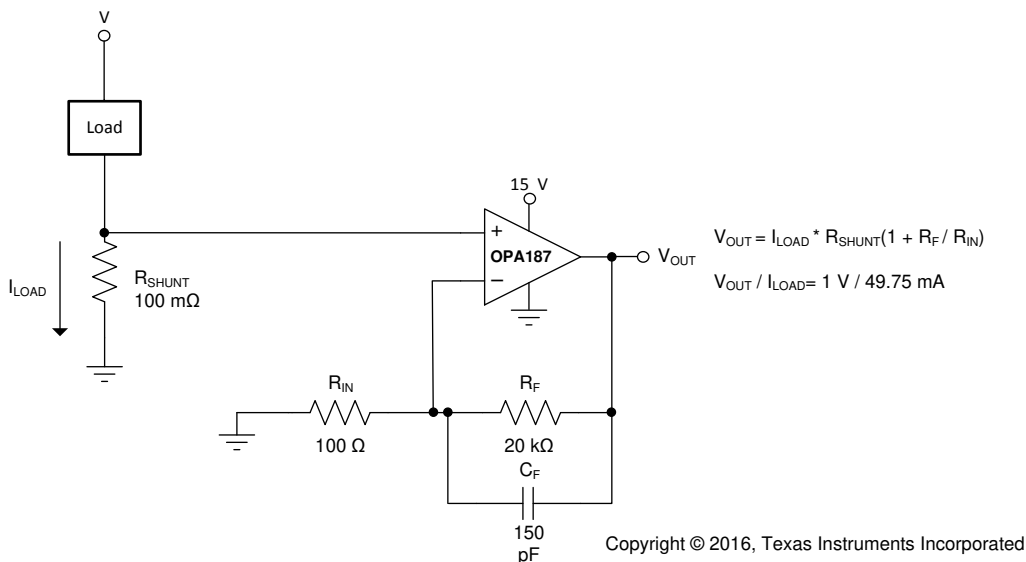 V
Load
I_LOAD
R_SHUNT
100 mΩ
15 V
+
OPA187
−
V_OUT
V_OUT = I_LOAD * R_SHUNT(1 + R_F / R_IN)
V_OUT / I_LOAD= 1 V / 49.75 mA
R_IN
100 Ω
R_F
20 kΩ
C_F
150
pF
Copyright © 2016, Texas Instruments Incorporated